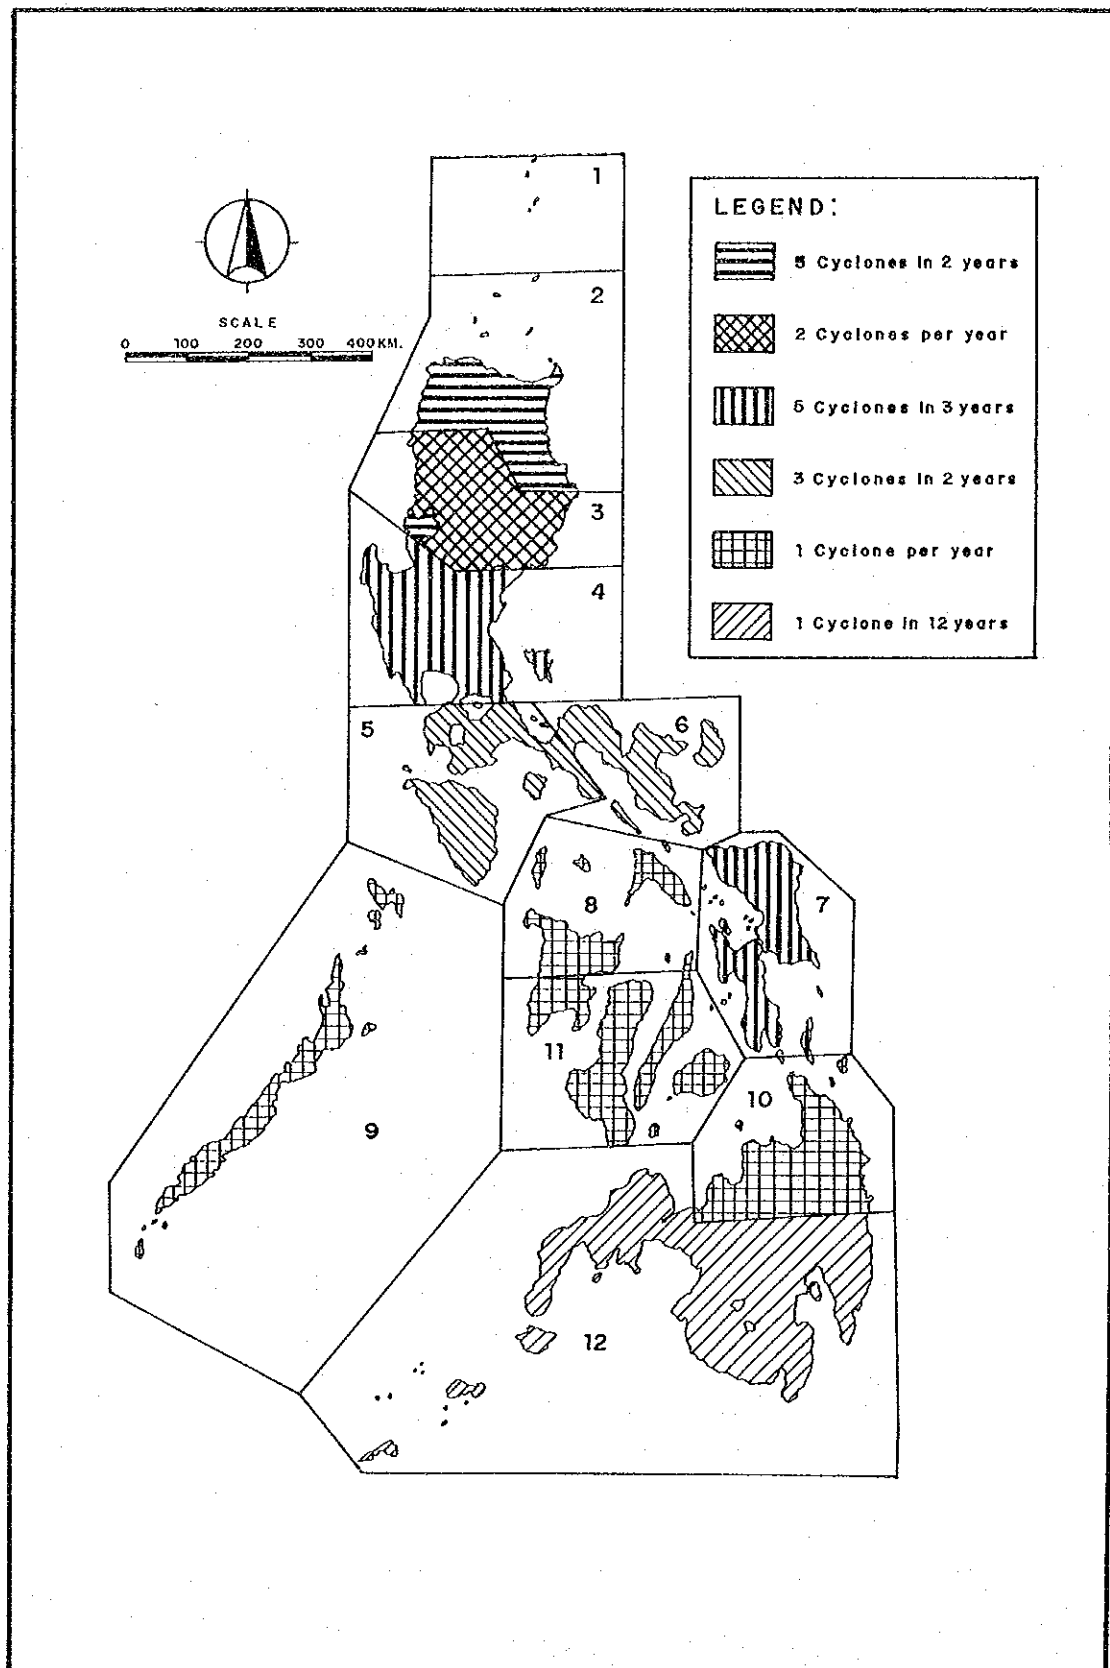 1
LEGEND:
5 Cyclones in 2 years
2
SCALE
0 100 200 300 400 KM.
2 Cyclones per year
5 Cyclones in 3 years
3 Cyclones in 2 years
3
1 Cyclone per year
4
1 Cyclone in 12 years
5
6
7
8
9
10
11
12